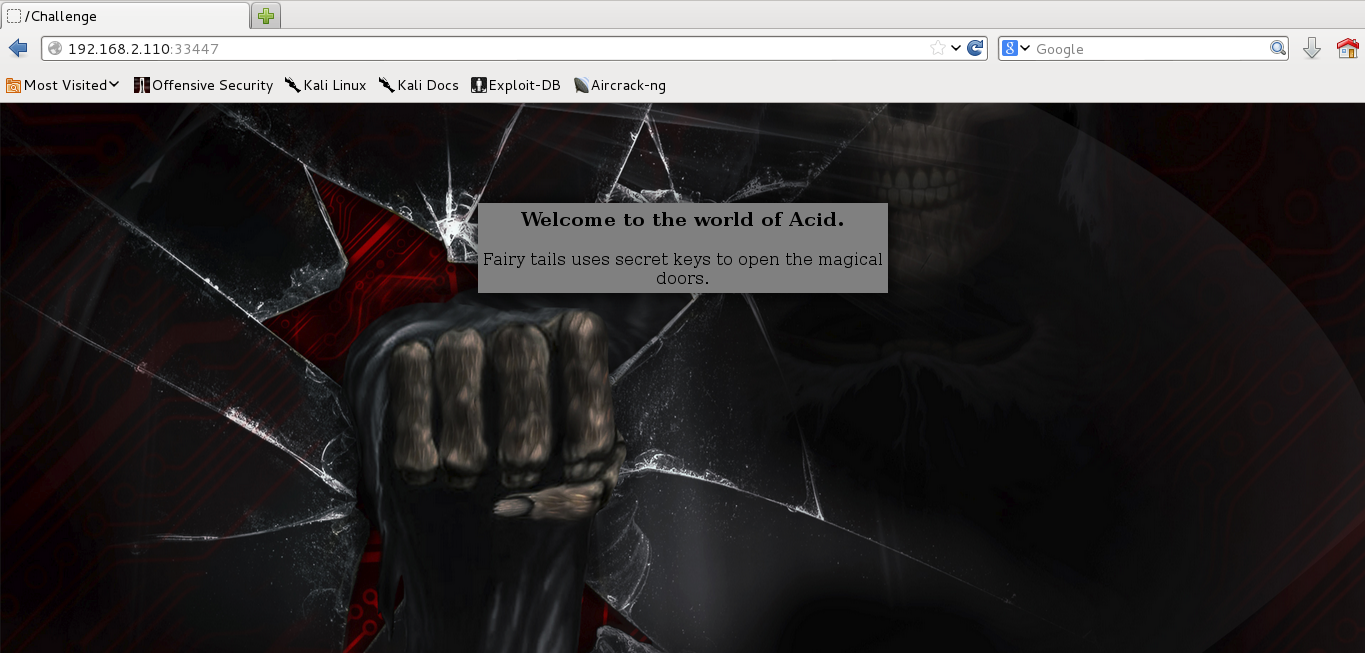 /Challenge
192.168.2.110:33447
8 Google
Most Visited Offensive Security Kali Linux Kali Docs Exploit-DB Aircrack-ng
Welcome to the world of Acid.
Fairy tails uses secret keys to open the magical
doors.